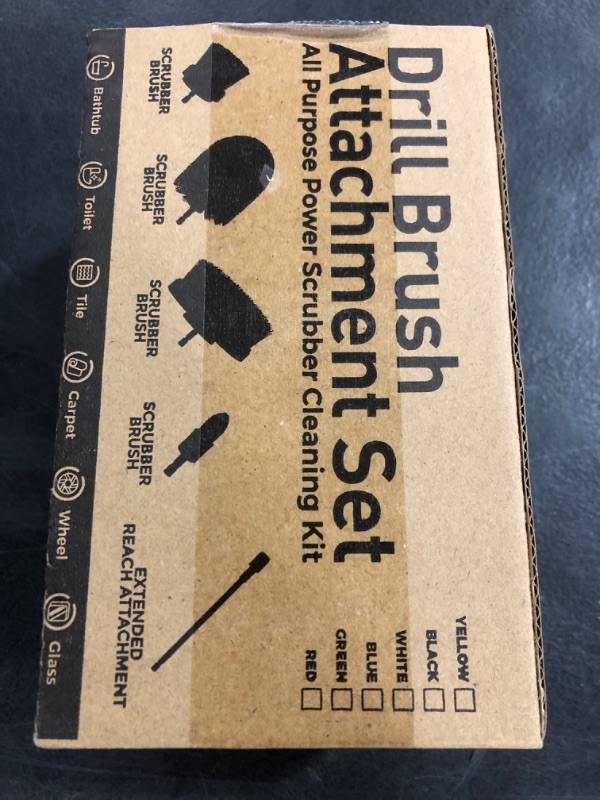 Drill Brush
Attachment Set
All Purpose Power Scrubber Cleaning Kit
YELLOW
BLACK
WHITE
BLUE
GREEN
RED
SCRUBBER
BRUSH
SCRUBBER
BRUSH
SCRUBBER
BRUSH
SCRUBBER
BRUSH
EXTENDED
REACH ATTACHMENT
Bathtub
Toilet
Tile
Carpet
Wheel
Glass